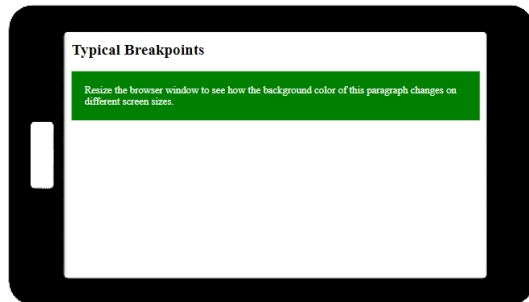 Typical Breakpoints
Resize the browser window to see how the background color of this paragraph changes on
different screen sizes.